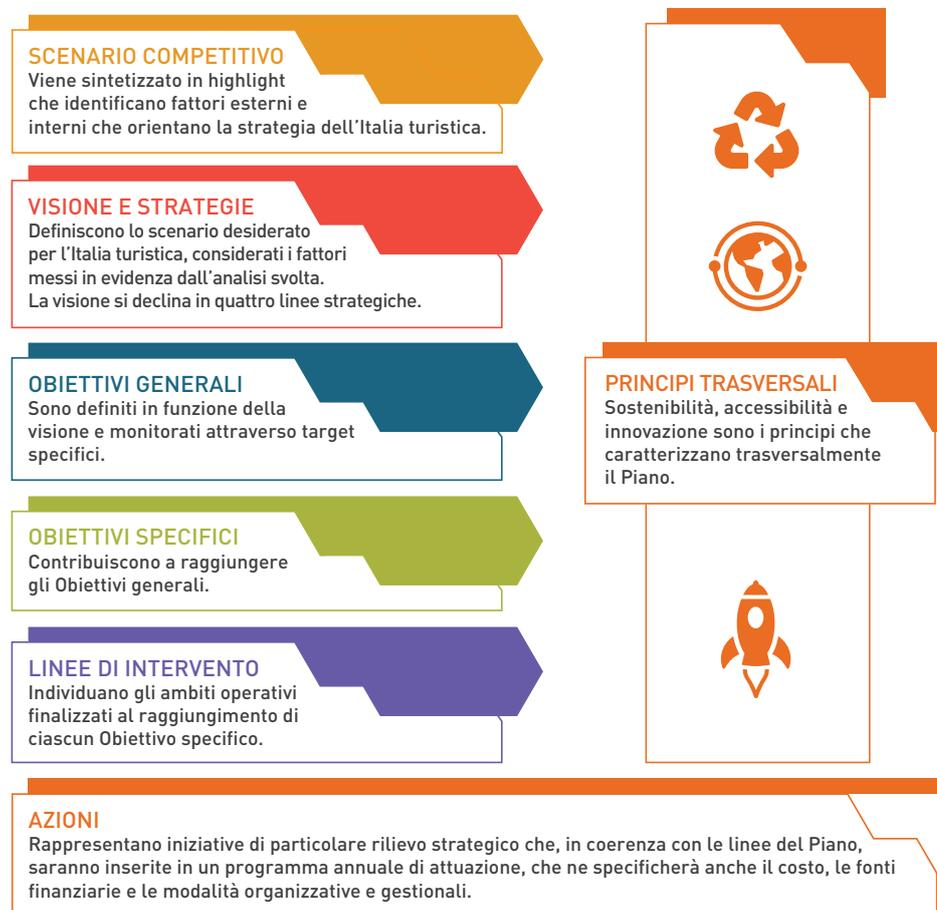 SCENARIO COMPETITIVO
Viene sintetizzato in highlight
che identificano fattori esterni e
interni che orientano la strategia dell'Italia turistica.
VISIONE E STRATEGIE
Definiscono lo scenario desiderato
per l'Italia turistica, considerati i fattori
messi in evidenza dall'analisi svolta.
La visione si declina in quattro linee strategiche.
OBIETTIVI GENERALI
Sono definiti in funzione della
visione e monitorati attraverso target
specifici.
OBIETTIVI SPECIFICI
Contribuiscono a raggiungere
gli Obiettivi generali.
LINEE DI INTERVENTO
Individuano gli ambiti operativi
finalizzati al raggiungimento di
ciascun Obiettivo specifico.
PRINCIPI TRASVERSALI
Sostenibilità, accessibilità e
innovazione sono i principi che
caratterizzano trasversalmente
il Piano.
AZIONI
Rappresentano iniziative di particolare rilievo strategico che, in coerenza con le linee del Piano,
saranno inserite in un programma annuale di attuazione, che ne specificherà anche il costo, le fonti
finanziarie e le modalità organizzative e gestionali.